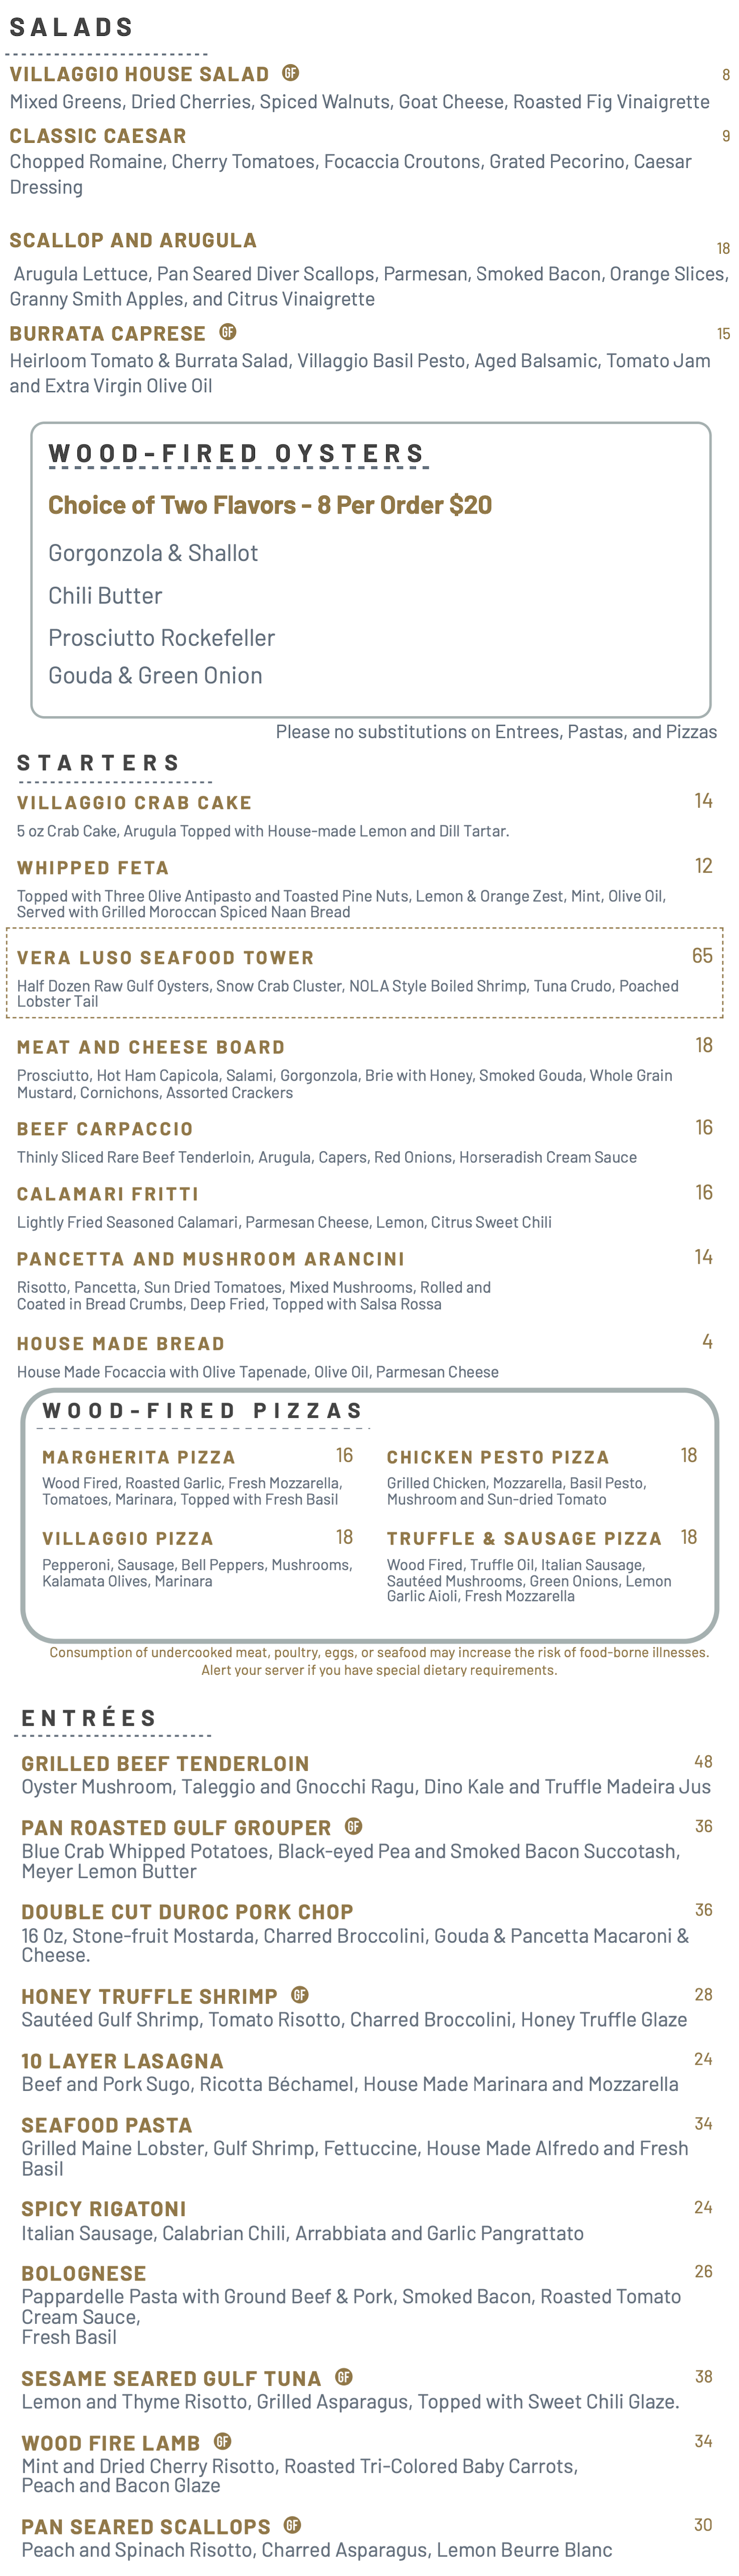 SALADS
VILLAGGIO HOUSE SALAD GF 8
Mixed Greens, Dried Cherries, Spiced Walnuts, Goat Cheese, Roasted Fig Vinaigrette
CLASSIC CAESAR 9
Chopped Romaine, Cherry Tomatoes, Focaccia Croutons, Grated Pecorino, Caesar
Dressing
SCALLOP AND ARUGULA 18
Arugula Lettuce, Pan Seared Diver Scallops, Parmesan, Smoked Bacon, Orange Slices,
Granny Smith Apples, and Citrus Vinaigrette
BURRATA CAPRESE GF 15
Heirloom Tomato & Burrata Salad, Villaggio Basil Pesto, Aged Balsamic, Tomato Jam
and Extra Virgin Olive Oil
WOOD-FIRED OYSTERS
Choice of Two Flavors - 8 Per Order $20
Gorgonzola & Shallot
Chili Butter
Prosciutto Rockefeller
Gouda & Green Onion
Please no substitutions on Entrees, Pastas, and Pizzas
STARTERS
VILLAGGIO CRAB CAKE 14
5 oz Crab Cake, Arugula Topped with House-made Lemon and Dill Tartar.
WHIPPED FETA 12
Topped with Three Olive Antipasto and Toasted Pine Nuts, Lemon & Orange Zest, Mint, Olive Oil,
Served with Grilled Moroccan Spiced Naan Bread
VERA LUSO SEAFOOD TOWER 65
Half Dozen Raw Gulf Oysters, Snow Crab Cluster, NOLA Style Boiled Shrimp, Tuna Crudo, Poached
Lobster Tail
MEAT AND CHEESE BOARD 18
Prosciutto, Hot Ham Capicola, Salami, Gorgonzola, Brie with Honey, Smoked Gouda, Whole Grain
Mustard, Cornichons, Assorted Crackers
BEEF CARPACCIO 16
Thinly Sliced Rare Beef Tenderloin, Arugula, Capers, Red Onions, Horseradish Cream Sauce
CALAMARI FRITTI 16
Lightly Fried Seasoned Calamari, Parmesan Cheese, Lemon, Citrus Sweet Chili
PANCETTA AND MUSHROOM ARANCINI 14
Risotto, Pancetta, Sun Dried Tomatoes, Mixed Mushrooms, Rolled and
Coated in Bread Crumbs, Deep Fried, Topped with Salsa Rossa
HOUSE MADE BREAD 4
House Made Focaccia with Olive Tapenade, Olive Oil, Parmesan Cheese
WOOD-FIRED PIZZAS
MARGHERITA PIZZA 16
Wood Fired, Roasted Garlic, Fresh Mozzarella,
Tomatoes, Marinara, Topped with Fresh Basil
VILLAGGIO PIZZA 18
Pepperoni, Sausage, Bell Peppers, Mushrooms,
Kalamata Olives, Marinara
CHICKEN PESTO PIZZA 18
Grilled Chicken, Mozzarella, Basil Pesto,
Mushroom and Sun-dried Tomato
TRUFFLE & SAUSAGE PIZZA 18
Wood Fired, Truffle Oil, Italian Sausage,
Sautéed Mushrooms, Green Onions, Lemon
Garlic Aioli, Fresh Mozzarella
Consumption of undercooked meat, poultry, eggs, or seafood may increase the risk of food-borne illnesses.
Alert your server if you have special dietary requirements.
ENTRÉES
GRILLED BEEF TENDERLOIN 48
Oyster Mushroom, Taleggio and Gnocchi Ragu, Dino Kale and Truffle Madeira Jus
PAN ROASTED GULF GROUPER GF 36
Blue Crab Whipped Potatoes, Black-eyed Pea and Smoked Bacon Succotash,
Meyer Lemon Butter
DOUBLE CUT DUROC PORK CHOP 36
16 Oz, Stone-fruit Mostarda, Charred Broccolini, Gouda & Pancetta Macaroni &
Cheese.
HONEY TRUFFLE SHRIMP GF 28
Sautéed Gulf Shrimp, Tomato Risotto, Charred Broccolini, Honey Truffle Glaze
10 LAYER LASAGNA 24
Beef and Pork Sugo, Ricotta Béchamel, House Made Marinara and Mozzarella
SEAFOOD PASTA 34
Grilled Maine Lobster, Gulf Shrimp, Fettuccine, House Made Alfredo and Fresh
Basil
SPICY RIGATONI 24
Italian Sausage, Calabrian Chili, Arrabbiata and Garlic Pangrattato
BOLOGNESE 26
Pappardelle Pasta with Ground Beef & Pork, Smoked Bacon, Roasted Tomato
Cream Sauce,
Fresh Basil
SESAME SEARED GULF TUNA GF 38
Lemon and Thyme Risotto, Grilled Asparagus, Topped with Sweet Chili Glaze.
WOOD FIRE LAMB GF 34
Mint and Dried Cherry Risotto, Roasted Tri-Colored Baby Carrots,
Peach and Bacon Glaze
PAN SEARED SCALLOPS GF 30
Peach and Spinach Risotto, Charred Asparagus, Lemon Beurre Blanc